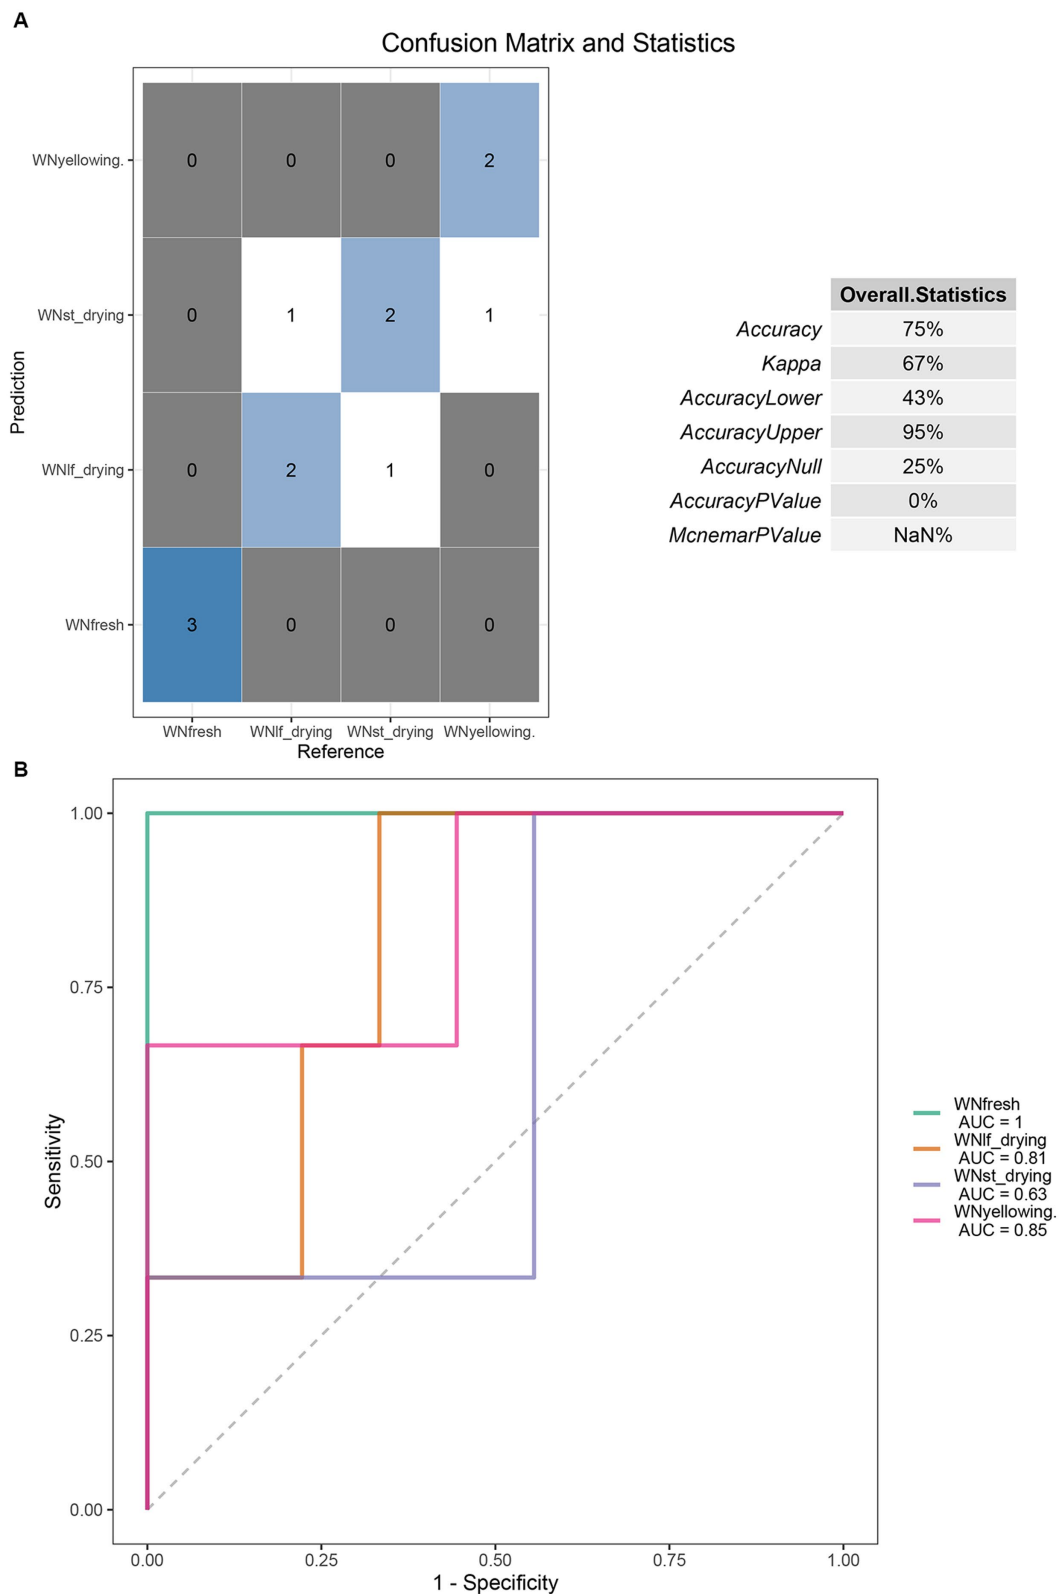 A
Confusion Matrix and Statistics
WNyellowing.
0 0 0 2
WNst_drying
0 1 2 1
WNlf_drying
0 2 1 0
WNfresh
3 0 0 0
Prediction
WNfresh WNlf_drying WNst_drying WNyellowing.
Reference
Overall.Statistics
Accuracy 75%
Kappa 67%
AccuracyLower 43%
AccuracyUpper 95%
AccuracyNull 25%
AccuracyPValue 0%
McnemarPValue NaN%
B
1.00
0.75
0.50
0.25
0.00
Sensitivity
0.00 0.25 0.50 0.75 1.00
1 - Specificity
WNfresh
AUC = 1
WNlf_drying
AUC = 0.81
WNst_drying
AUC = 0.63
WNyellowing.
AUC = 0.85